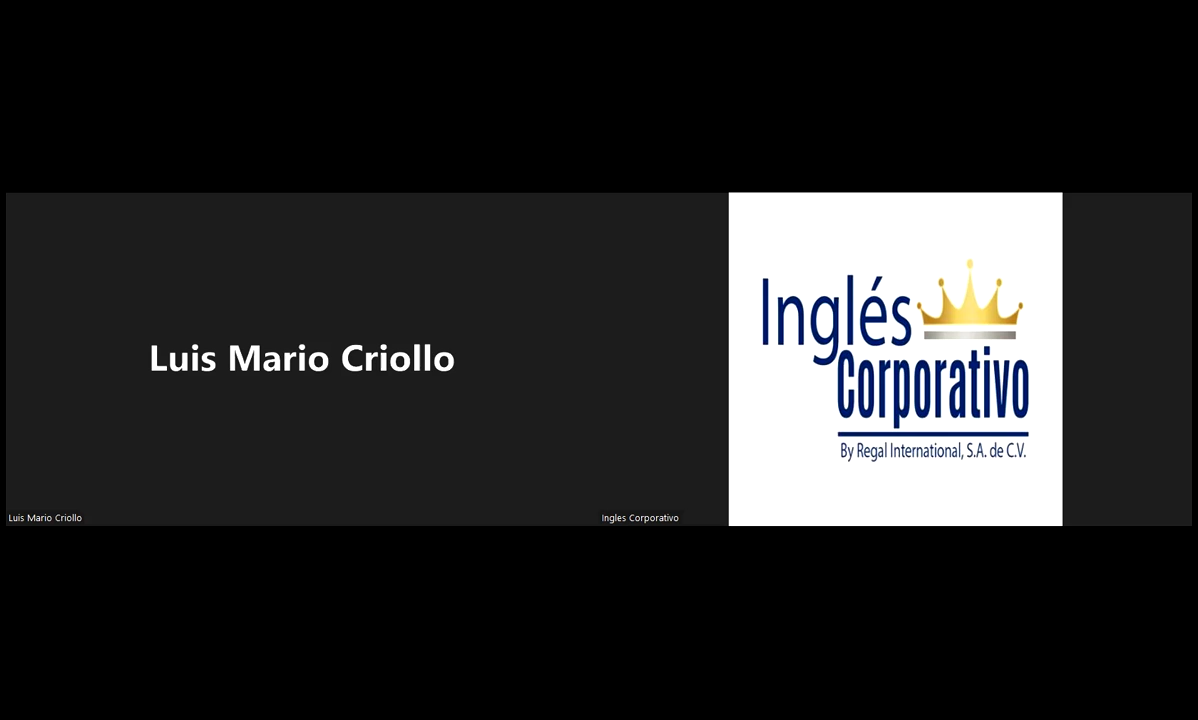 Luis Mario Criollo
Luis Mario Criollo
Inglés
Corporativo
By Regal International, S.A. de C.V.
Ingles Corporativo